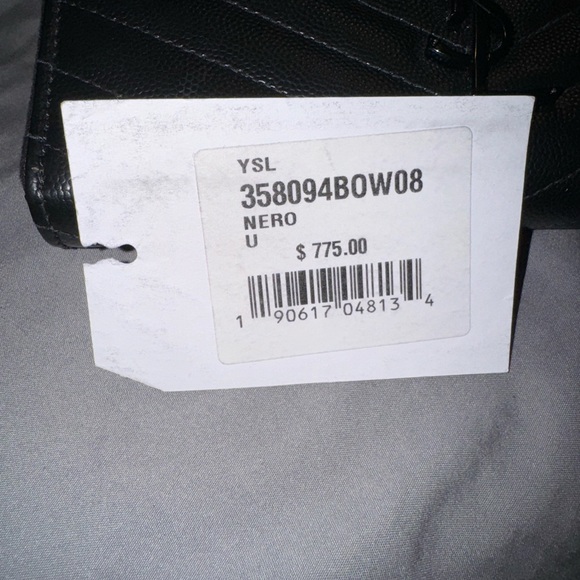 YSL
358094BOW08
NERO
U
$ 775.00
1 90617 04813 4